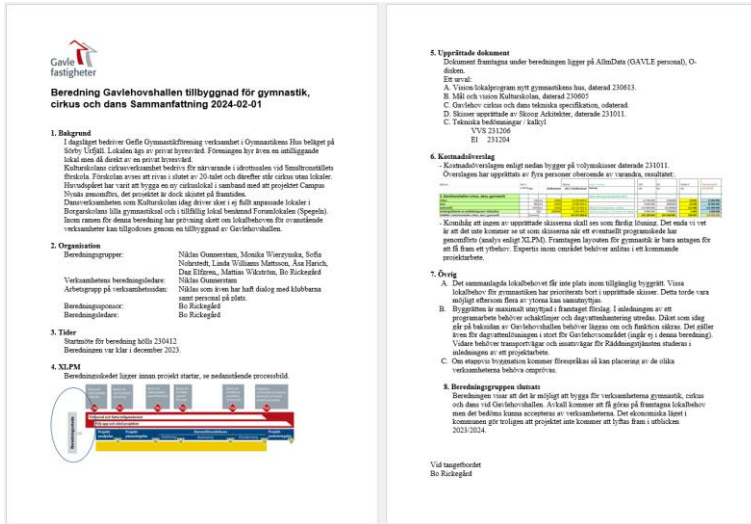 Gavle
fastigheter
Beredning Gavlehovshallen tillbyggnad för gymnastik,
cirkus och dans Sammanfattning 2024-02-01
1. Bakgrund
I dagsläget bedriver Gefle Gymnastikförening verksamhet i Gymnastikens Hus beläget på
Sörby Urfjäll. Lokalen ägs av privat hyresvärd. Föreningen hyr även en intilliggande
lokal men då direkt av en privat hyresvärd.
Kulturskolans cirkusverksamhet bedrivs för närvarande i idrottssalen vid Smultronställets
förskola. Förskolan avses att rivas i slutet av 20-talet och därefter står cirkus utan lokaler.
Huvudspåret har varit att bygga en ny cirkuslokal i samband med att projektet Campus
Nynäs genomförs, det projektet är dock skjutet på framtiden.
Dansverksamheten som Kulturskolan idag driver sker i ej fullt anpassade lokaler i
Borgarskolans lilla gymnastiksal och i tillfällig lokal benämnd Forumlokalen (Spegeln).
Inom ramen för denna beredning har prövning skett om lokalbehoven för ovanstående
verksamheter kan tillgodoses genom en tillbyggnad av Gavlehovshallen.
2. Organisation
Beredningsgrupper: Niklas Gunnerstam, Monika Wierzynska, Sofia
Nohrstedt, Linda Williams Mattsson, Åsa Harich,
Dag Elfgren,, Mattias Wikström, Bo Rickegård
Verksamhetens beredningsledare: Niklas Gunnerstam
Arbetsgrupp på verksamhetssidan: Niklas som även har haft dialog med klubbarna
samt personal på plats.
Beredningssponsor: Bo Rickegård
Beredningsledare: Bo Rickegård
3. Tider
Startmöte för beredning hölls 230412
Beredningen var klar i december 2023.
4. XLPM
Beredningsskedet ligger innan projekt startar, se nedanstående processbild.
Beredningsskede
5. Upprättade dokument
Dokument framtagna under beredningen ligger på AllmData (GAVLE personal), O-
disken.
Ett urval:
A. Vision/lokalprogram nytt gymnastikens hus, daterad 230613.
B. Mål och vision Kulturskolan, daterad 230605
C. Gavlehov cirkus och dans tekniska specifikation, odaterad.
D. Skisser upprättade av Skoog Arkitekter, daterade 231011.
C. Tekniska bedömningar / kalkyl
VVS 231206
El 231204
6. Kostnadsöverslag
- Kostnadsöverslagen enligt nedan bygger på volymskisser daterade 231011.
Överslagen har upprättats av fyra personer oberoende av varandra, resultatet:
- Komihåg att ingen av upprättade skisserna skall ses som färdig lösning. Det enda vi vet
är att det inte kommer se ut som skisserna när ett eventuellt programskede har
genomförts (analys enligt XLPM). Framtagen layouten för gymnastik är bara antagen för
att få fram ett ytbehov. Expertis inom området behöver anlitas i ett kommande
projektarbete.
7. Övrig
A. Det sammanlagda lokalbehovet får inte plats inom tillgänglig byggrätt. Vissa
lokalbehov för gymnastiken har prioriterats bort i upprättade skisser. Detta torde vara
möjligt eftersom flera av ytorna kan samutnyttjas.
B. Byggrätten är maximalt utnyttjad i framtaget förslag. I inledningen av ett
programarbete behöver schaktlinjer och dagvattenhantering utredas. Diket som idag
går på baksidan av Gavlehovshallen behöver läggas om och funktion säkras. Det gäller
även för dagvattenlösningen i stort för Gavlehovsområdet (ingår ej i denna beredning).
Vidare behöver transportvägar och insatsvägar för Räddningstjänsten studeras i
inledningen av ett projektarbete.
C. Om etappvis byggnation kommer förespråkas så kan placering av de olika
verksamheterna behöva omprövas.
8. Beredningsgruppen slutsats
Beredningen visar att det är möjligt att bygga för verksamheterna gymnastik, cirkus
och dans vid Gavlehovshallen. Avkall kommer att få göras på framtagna lokalbehov
men det bedöms kunna accepteras av verksamheterna. Det ekonomiska läget i
kommunen gör troligen att projektet inte kommer att lyftas fram i utblicken
2023/2024.
Vid tangetbordet
Bo Rickegård